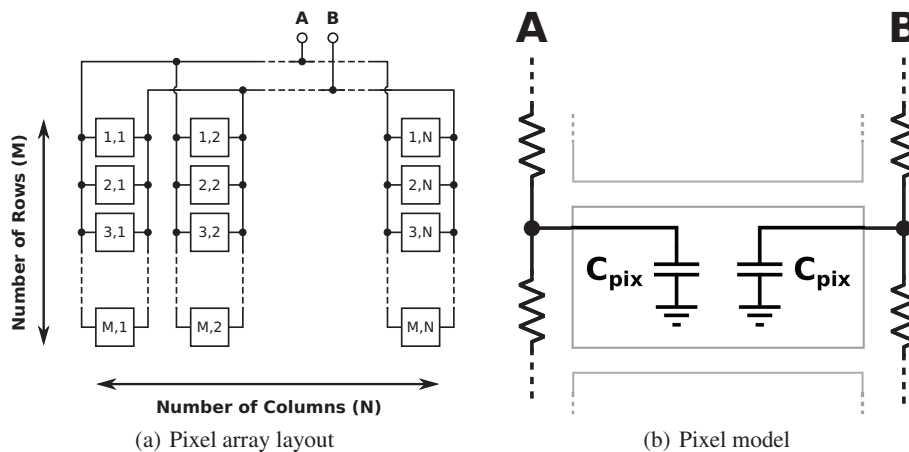 A B
1,1 1,2 1,N
2,1 2,2 2,N
3,1 3,2 3,N
M,1 M,2 M,N
Number of Rows (M)
Number of Columns (N)
(a) Pixel array layout
A B
Cpix Cpix
(b) Pixel model